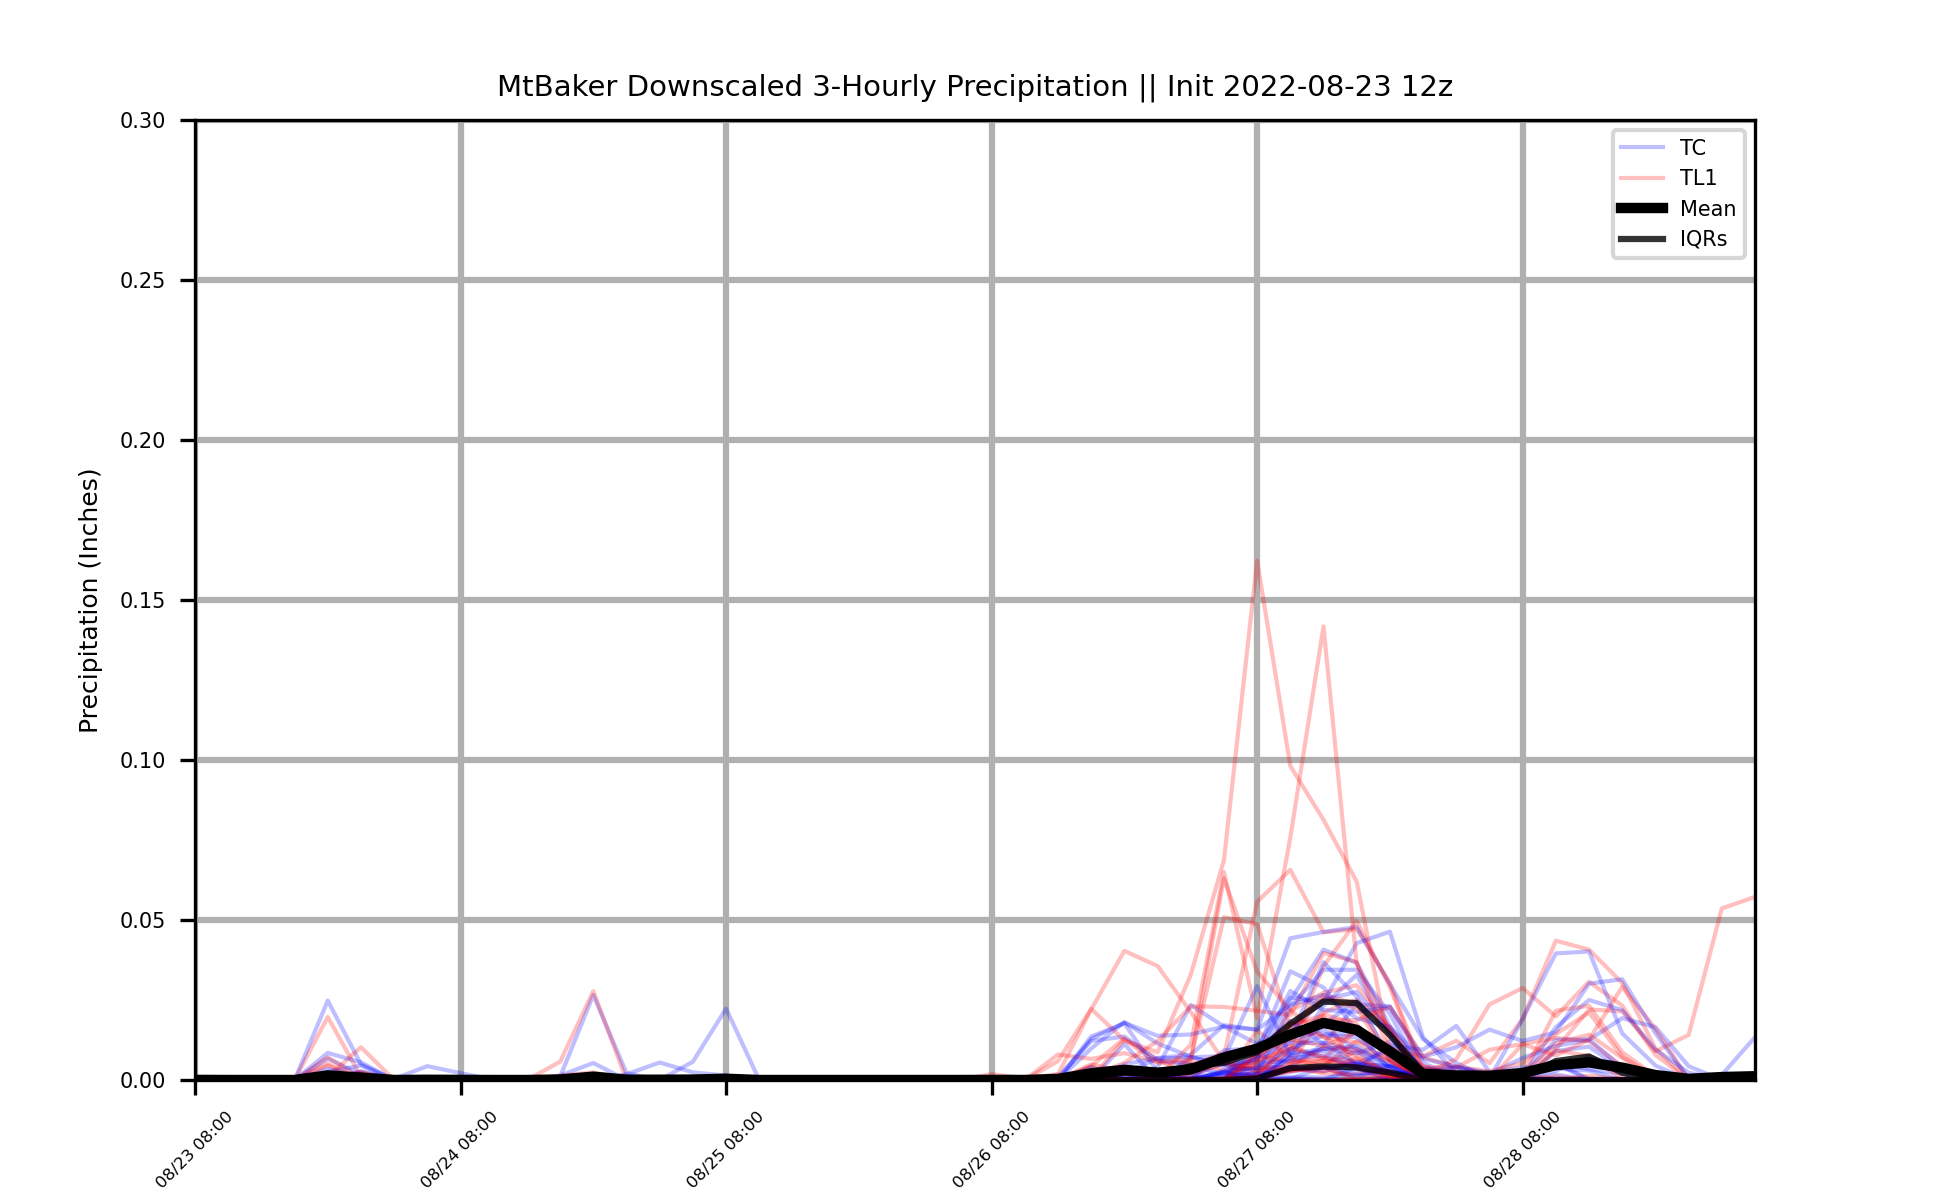 MtBaker Downscaled 3-Hourly Precipitation || Init 2022-08-23 12z
0.30
0.25
0.20
0.15
0.10
0.05
0.00
Precipitation (Inches)
TC
TL1
Mean
IQRs
08/23 08:00
08/24 08:00
08/25 08:00
08/26 08:00
08/27 08:00
08/28 08:00